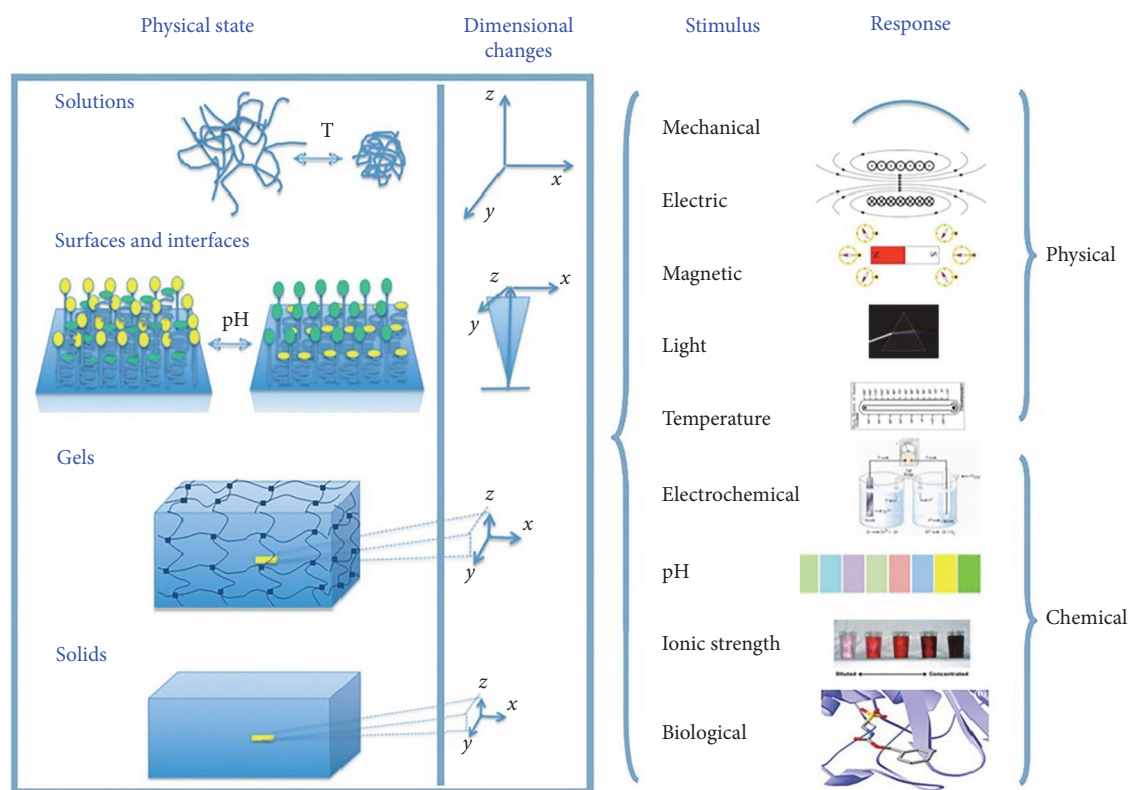 Physical state
Dimensional
changes
Stimulus
Response
Solutions
T
z
x
y
Surfaces and interfaces
pH
z
x
y
Gels
z
x
y
Solids
z
x
y
Mechanical
Electric
Magnetic
N
S
Light
Temperature
Electrochemical
pH
Ionic strength
Diluted
Concentrated
Biological
Physical
Chemical